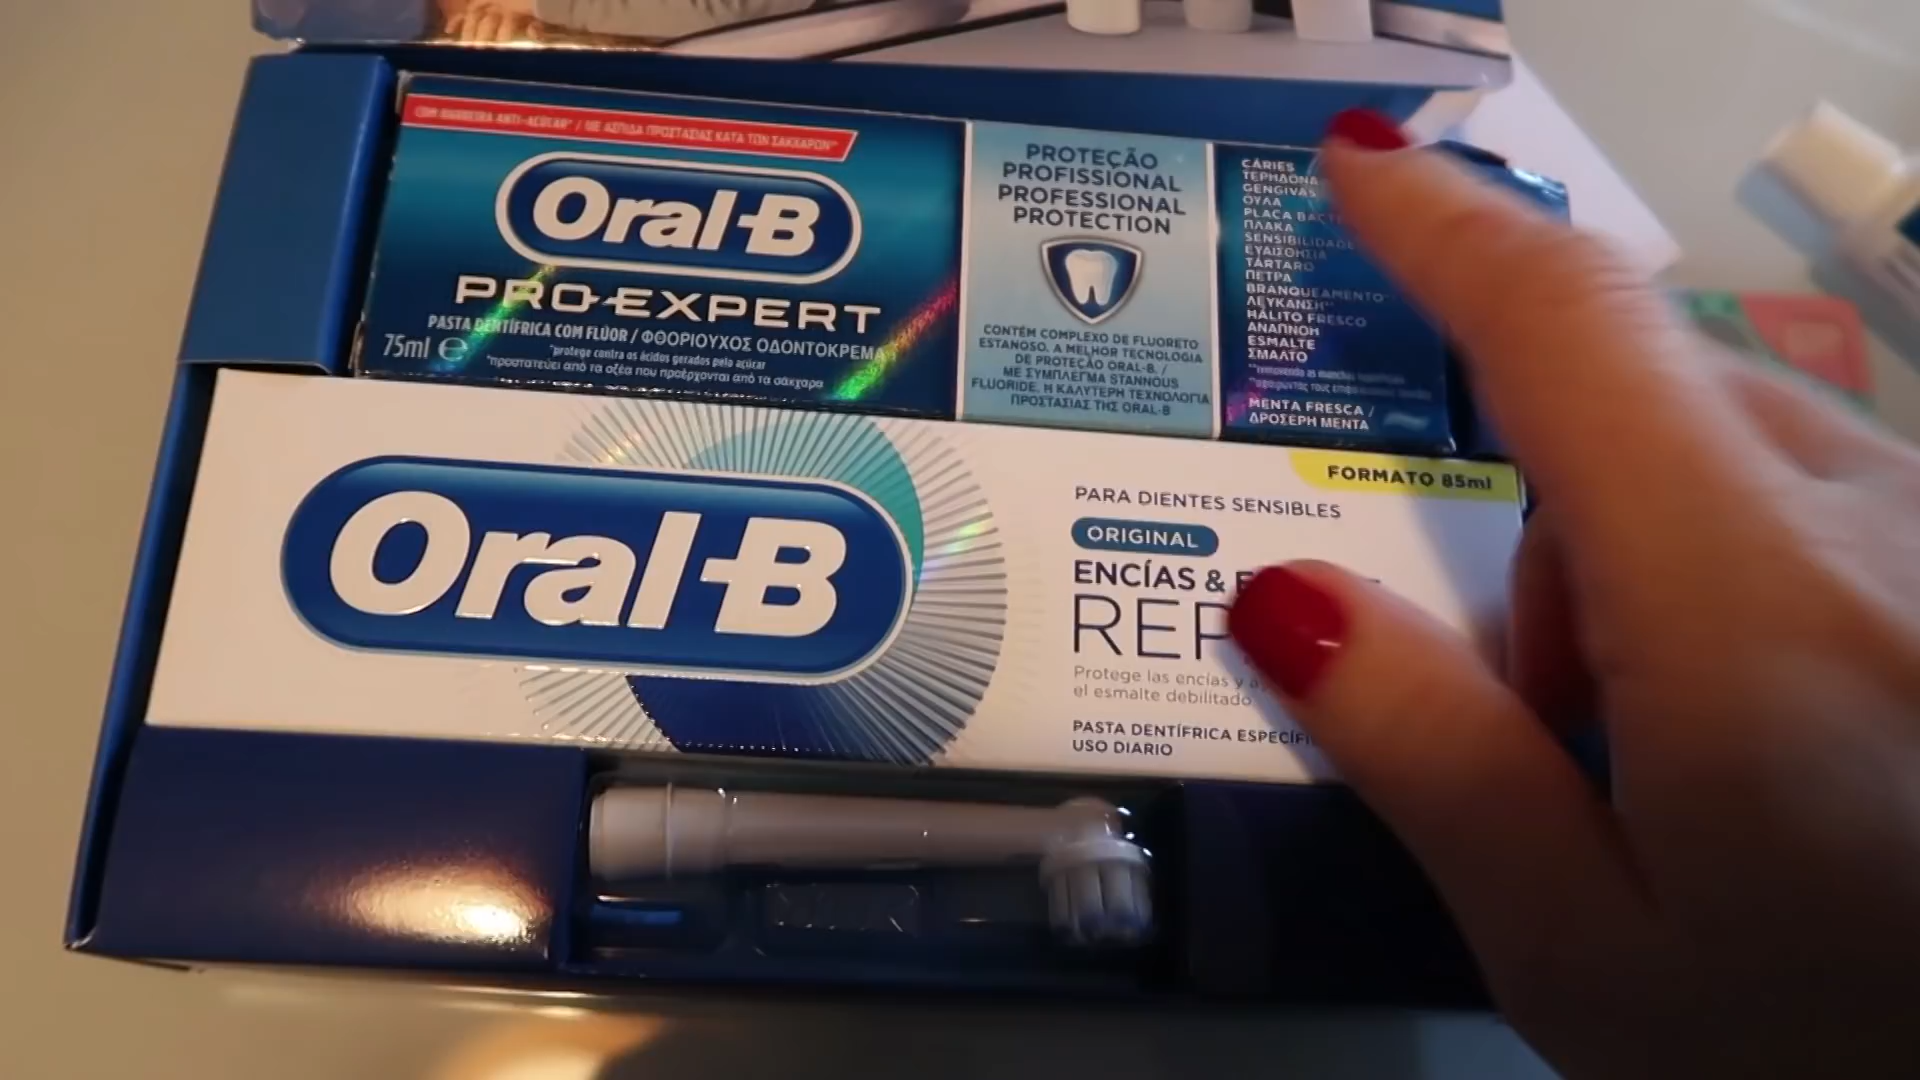 COM BARREIRA ANTI-AÇÚCAR* / ΜΕ ΑΣΠΙΔΑ ΠΡΟΣΤΑΣΙΑΣ ΚΑΤΑ ΤΩΝ ΣΑΚΧΑΡΩΝ**
Oral-B
PRO-EXPERT
PASTA DENTÍFRICA COM FLÚOR / ΦΘΟΡΙΟΥΧΟΣ ΟΔΟΝΤΟΚΡΕΜΑ
75ml e
*protege contra os ácidos gerados pelo açúcar
*προστατεύει από τα οξέα που προέρχονται από τα σάκχαρα
PROTEÇÃO
PROFISSIONAL
PROFESSIONAL
PROTECTION
CONTÉM COMPLEXO DE FLUORETO
ESTANOSO, A MELHOR TECNOLOGIA
DE PROTEÇÃO ORAL-B. /
ΜΕ ΣΥΜΠΛΕΓΜΑ STANNOUS
FLUORIDE, Η ΚΑΛΥΤΕΡΗ ΤΕΧΝΟΛΟΓΙΑ
ΠΡΟΣΤΑΣΙΑΣ ΤΗΣ ORAL-B
CÁRIES
ΤΕΡΗΔΟΝΑ
GENGIVAS
ΟΥΛΑ
PLACA
ΠΛΑΚΑ
SENSIBILIDADE
ΕΥΑΙΣΘΗΣΙΑ
TÁRTARO
ΠΕΤΡΑ
BRANQUEAMENTO**
ΛΕΥΚΑΝΣΗ**
HÁLITO FRESCO
ΑΝΑΠΝΟΗ
ESMALTE
ΣΜΑΛΤΟ
MENTA FRESCA /
ΔΡΟΣΕΡΗ ΜΕΝΤΑ
Oral-B
FORMATO 85ml
PARA DIENTES SENSIBLES
ORIGINAL
ENCÍAS &
REP
Protege las encías y
el esmalte debilitado
PASTA DENTÍFRICA
USO DIARIO